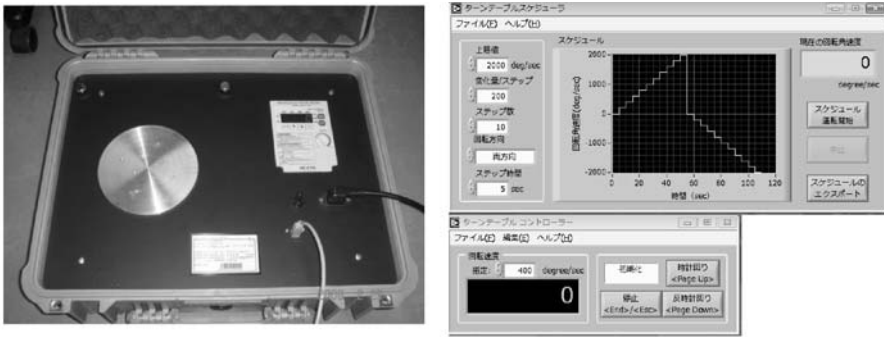 ターンテーブルスケジューラ
ファイル(F) ヘルプ(H)
スケジュール
上限値
2000 deg/sec
変化量/ステップ
200
ステップ数
10
回転方向
両方向
ステップ時間
5 sec
回転角速度(deg/sec)
2000
1000
0
-1000
-2000
0 20 40 60 80 100 120
時間 (sec)
現在の回転角速度
0
degree/sec
スケジュール
運転開始
中止
スケジュールの
エクスポート
ターンテーブル コントローラー
ファイル(F) 編集(E) ヘルプ(H)
回転速度
指定: 400 degree/sec
0
初期化
時計回り
<Page Up>
停止
<End>/<Esc>
反時計回り
<Page Down>